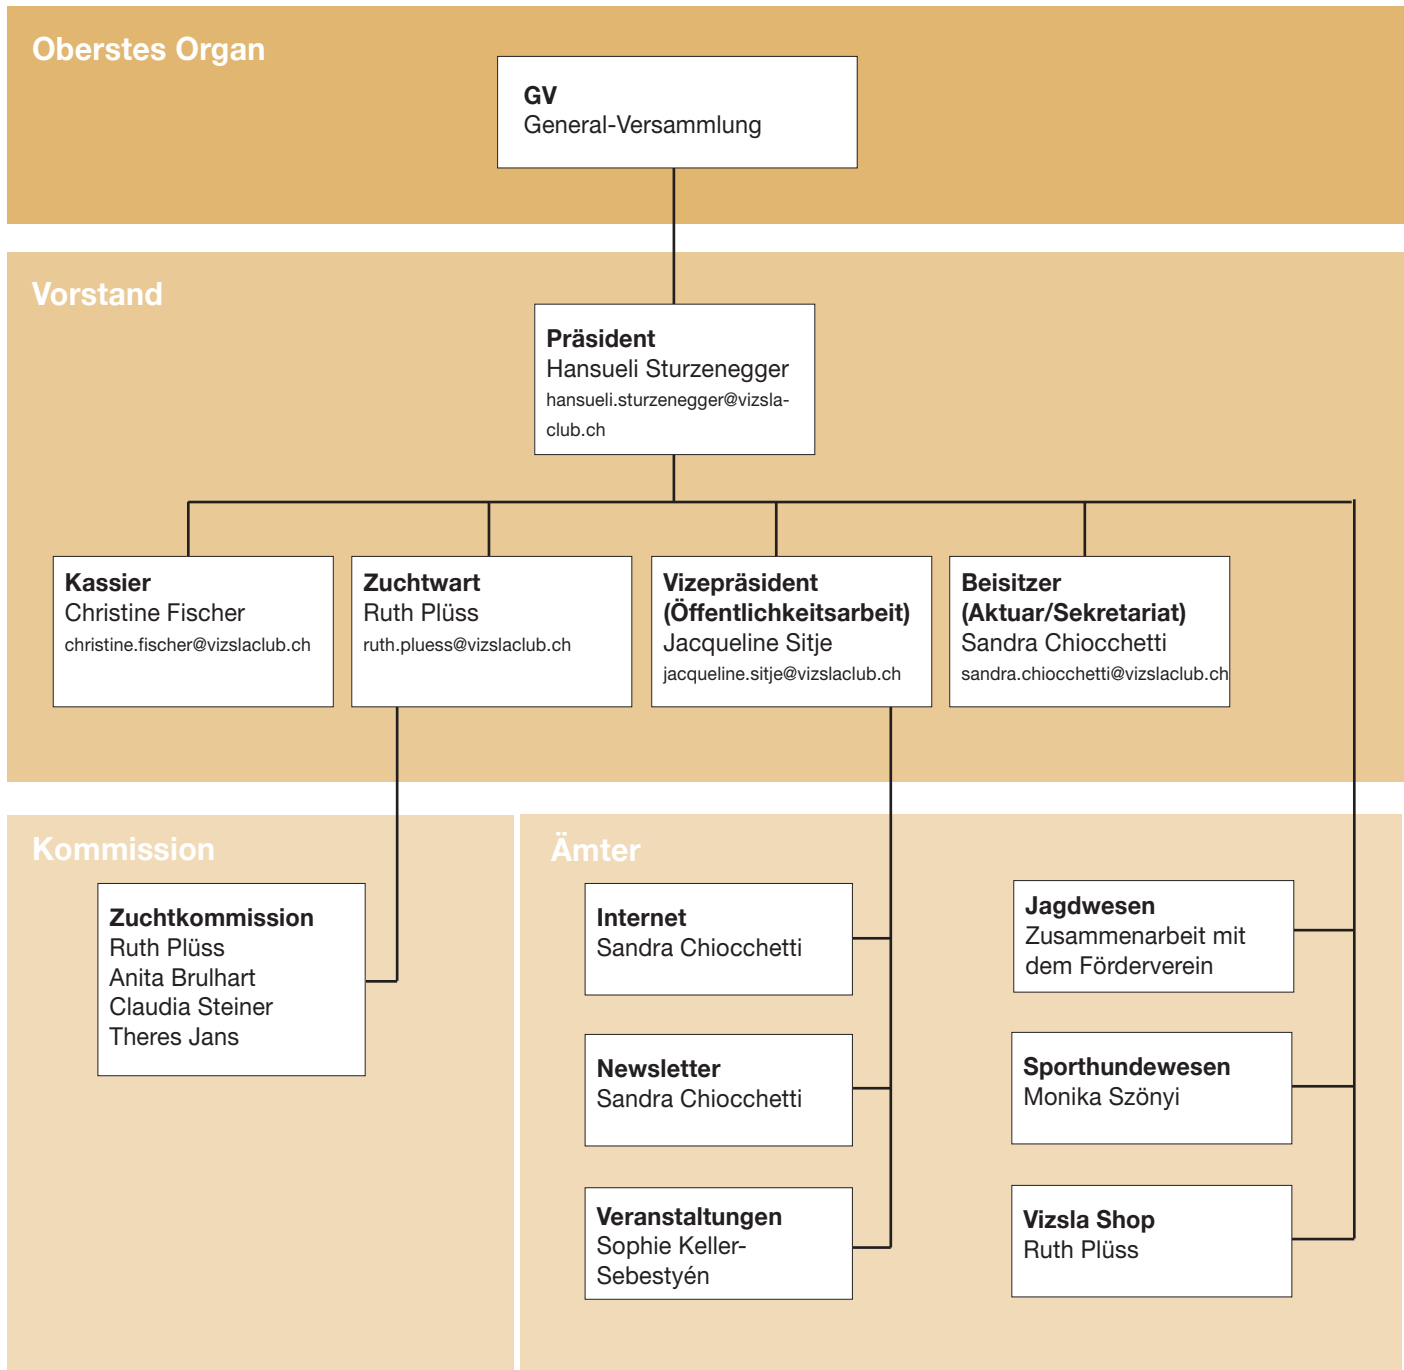 Oberstes Organ
GV
General-Versammlung
Vorstand
Präsident
Hansueli Sturzenegger
hansueli.sturzenegger@vizsla-
club.ch
Kassier
Christine Fischer
christine.fischer@vizslaclub.ch
Zuchtwart
Ruth Plüss
ruth.pluess@vizslaclub.ch
Vizepräsident
(Öffentlichkeitsarbeit)
Jacqueline Sitje
jacqueline.sitje@vizslaclub.ch
Beisitzer
(Aktuar/Sekretariat)
Sandra Chiocchetti
sandra.chiocchetti@vizslaclub.ch
Kommission
Zuchtkommission
Ruth Plüss
Anita Brulhart
Claudia Steiner
Theres Jans
Ämter
Internet
Sandra Chiocchetti
Newsletter
Sandra Chiocchetti
Veranstaltungen
Sophie Keller-
Sebestyén
Jagdwesen
Zusammenarbeit mit
dem Förderverein
Sporthundewesen
Monika Szönyi
Vizsla Shop
Ruth Plüss